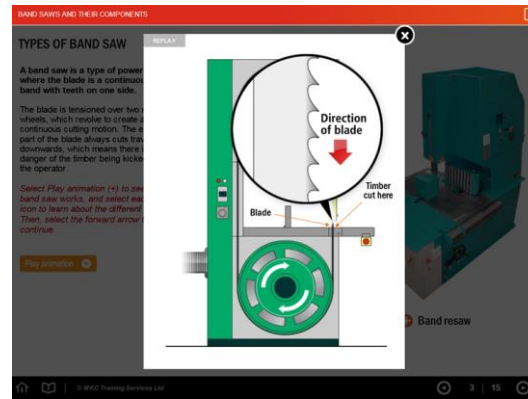 BAND SAWS AND THEIR COMPONENTS
TYPES OF BAND SAW
REPLAY
A band saw is a type of power
where the blade is a continuou
band with teeth on one side.
The blade is tensioned over two
wheels, which revolve to create a
continuous cutting motion. The e
part of the blade always cuts trav
downwards, which means there i
danger of the timber being kicke
the operator.
Select Play animation (+) to see
band saw works, and select eac
icon to learn about the different
Then, select the forward arrow t
continue.
Play animation
Direction
of blade
Timber
cut here
Blade
Band resaw
© MKC Training Services Ltd
3 | 15